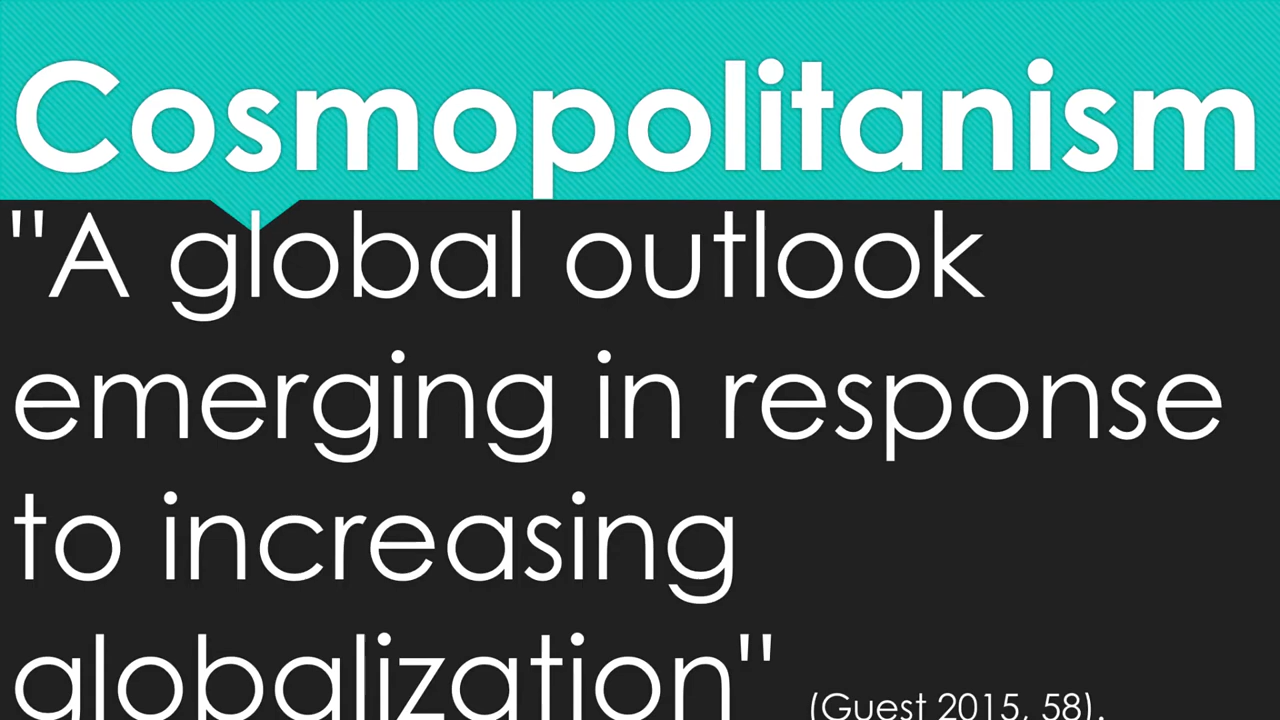 Cosmopolitanism
"A global outlook
emerging in response
to increasing
globalization" (Guest 2015, 58).